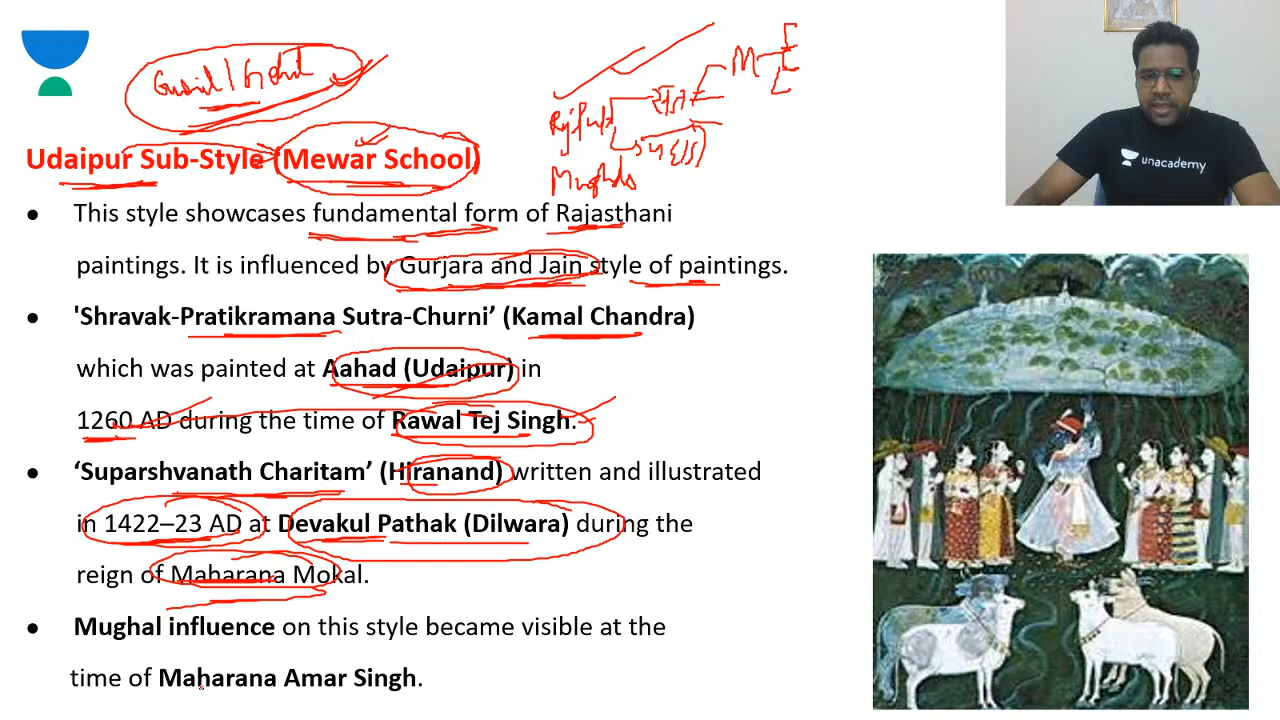 Guhil / Gehlot
Rajputs
Mughals
M
unacademy
Udaipur Sub-Style (Mewar School)
● This style showcases fundamental form of Rajasthani
paintings. It is influenced by Gurjara and Jain style of paintings.
● 'Shravak-Pratikramana Sutra-Churni’ (Kamal Chandra)
which was painted at Aahad (Udaipur) in
1260 AD during the time of Rawal Tej Singh.
● ‘Suparshvanath Charitam’ (Hiranand) written and illustrated
in 1422–23 AD at Devakul Pathak (Dilwara) during the
reign of Maharana Mokal.
● Mughal influence on this style became visible at the
time of Maharana Amar Singh.